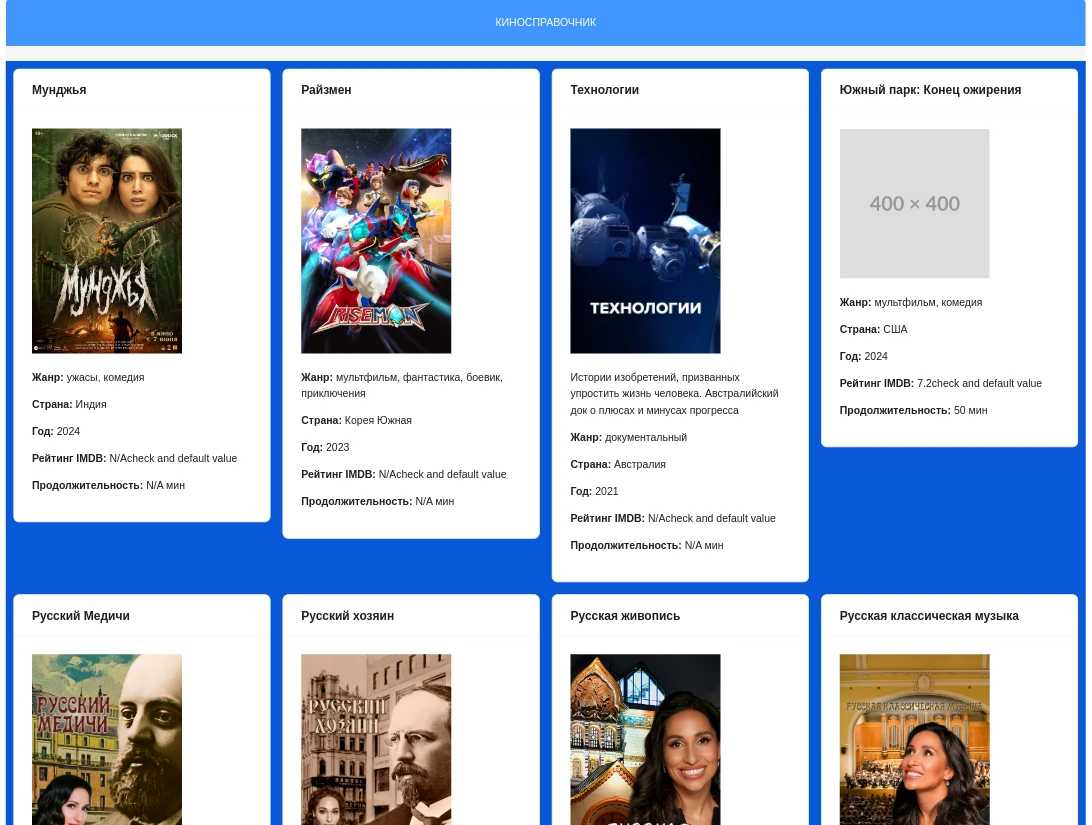 КИНОСПРАВОЧНИК
Мунджья
Райзмен
Технологии
Южный парк: Конец ожирения
МУНДЖЬЯ
В КИНО
С 7 ИЮНЯ
RISEMAN
ТЕХНОЛОГИИ
400 × 400
Жанр: ужасы, комедия
Страна: Индия
Год: 2024
Рейтинг IMDB: N/Acheck and default value
Продолжительность: N/A мин
Жанр: мультфильм, фантастика, боевик,
приключения
Страна: Корея Южная
Год: 2023
Рейтинг IMDB: N/Acheck and default value
Продолжительность: N/A мин
Истории изобретений, призванных
упростить жизнь человека. Австралийский
док о плюсах и минусах прогресса
Жанр: документальный
Страна: Австралия
Год: 2021
Рейтинг IMDB: N/Acheck and default value
Продолжительность: N/A мин
Жанр: мультфильм, комедия
Страна: США
Год: 2024
Рейтинг IMDB: 7.2check and default value
Продолжительность: 50 мин
Русский Медичи
Русский хозяин
Русская живопись
Русская классическая музыка
РУССКИЙ
МЕДИЧИ
РУССКИЙ
ХОЗЯИН
РУССКАЯ КЛАССИЧЕСКАЯ МУЗЫКА